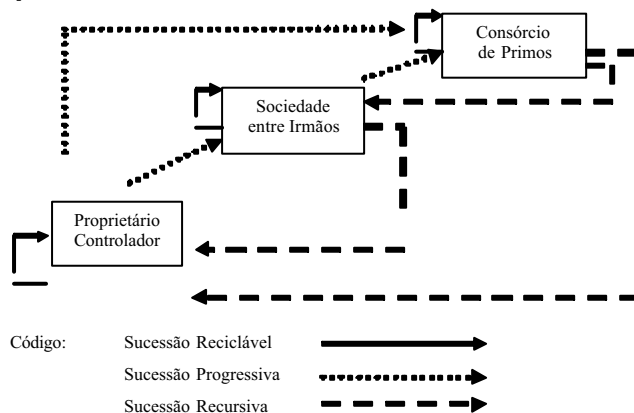 Consórcio
de Primos
Sociedade
entre Irmãos
Proprietário
Controlador
Código:
Sucessão Reciclável
Sucessão Progressiva
Sucessão Recursiva